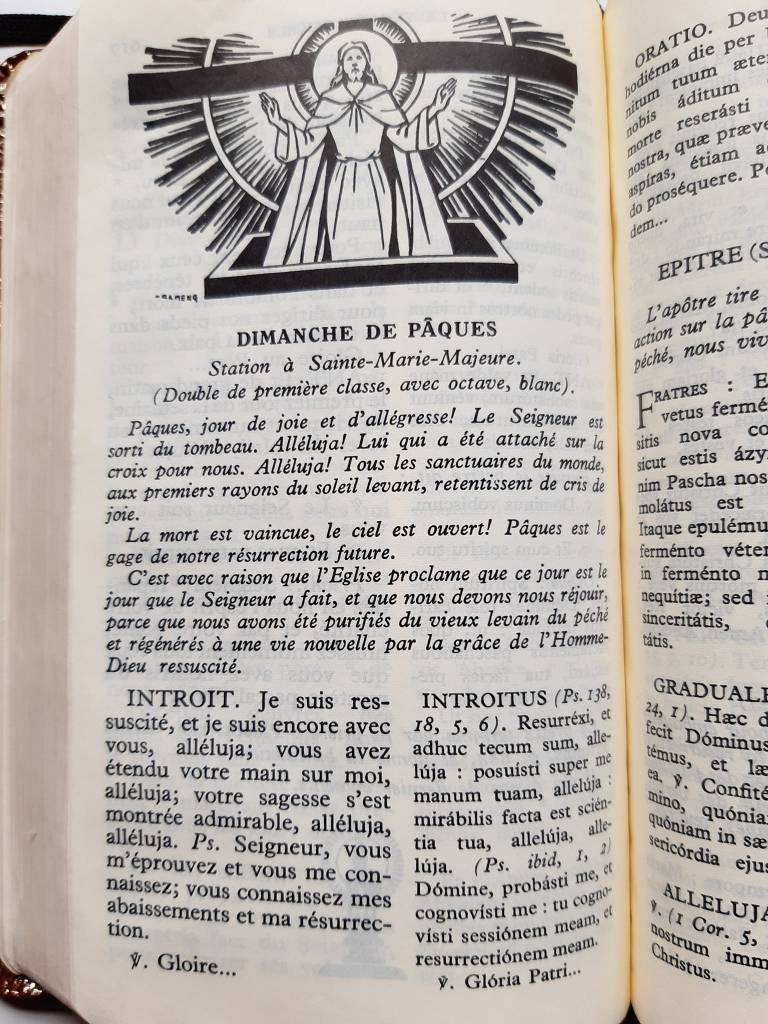 DIMANCHE DE PÂQUES
Station à Sainte-Marie-Majeure.
(Double de première classe, avec octave, blanc).
Pâques, jour de joie et d'allégresse! Le Seigneur est
sorti du tombeau. Alléluja! Lui qui a été attaché sur la
croix pour nous. Alléluja! Tous les sanctuaires du monde,
aux premiers rayons du soleil levant, retentissent de cris de
joie.
La mort est vaincue, le ciel est ouvert! Pâques est le
gage de notre résurrection future.
C'est avec raison que l'Eglise proclame que ce jour est le
jour que le Seigneur a fait, et que nous devons nous réjouir,
parce que nous avons été purifiés du vieux levain du péché
et régénérés à une vie nouvelle par la grâce de l'Homme-
Dieu ressuscité.
INTROIT. Je suis res-
suscité, et je suis encore avec
vous, alléluja; vous avez
étendu votre main sur moi,
alléluja; votre sagesse s'est
montrée admirable, alléluja,
alléluja. Ps. Seigneur, vous
m'éprouvez et vous me con-
naissez; vous connaissez mes
abaissements et ma résurrec-
tion.
℣. Gloire...
INTROITUS (Ps. 138,
18, 5, 6). Resurréxi, et
adhuc tecum sum, alle-
lúja : posuísti super me
manum tuam, allelúja :
mirábilis facta est scién-
tia tua, allelúja, alle-
lúja. (Ps. ibid, 1, 2)
Dómine, probásti me, et
cognovísti me : tu cogno-
vísti sessiónem meam, et
resurrectiónem meam.
℣. Glória Patri...
ORATIO. Deu
hodiérna die per
nitum tuum æter
nobis áditum
morte reserásti
nostra, quæ præve
aspíras, étiam a
do proséquere. P
dem...
EPITRE (S
L'apôtre tire
action sur la pâ
péché, nous viv
FRATRES : E
vetus fermé
sitis nova co
sicut estis ázy
nim Pascha nos
molátus est
Itaque epulému
ferménto véter
in ferménto m
nequítiæ; sed
sinceritátis,
tátis.
GRADUALE
24, 1). Hæc d
fecit Dóminus
témus, et læ
ea. ℣. Confité
mino, quóniam
quóniam in sæ
sericórdia ejus
ALLELUJA
℣. (1 Cor. 5,
nostrum imm
Christus.